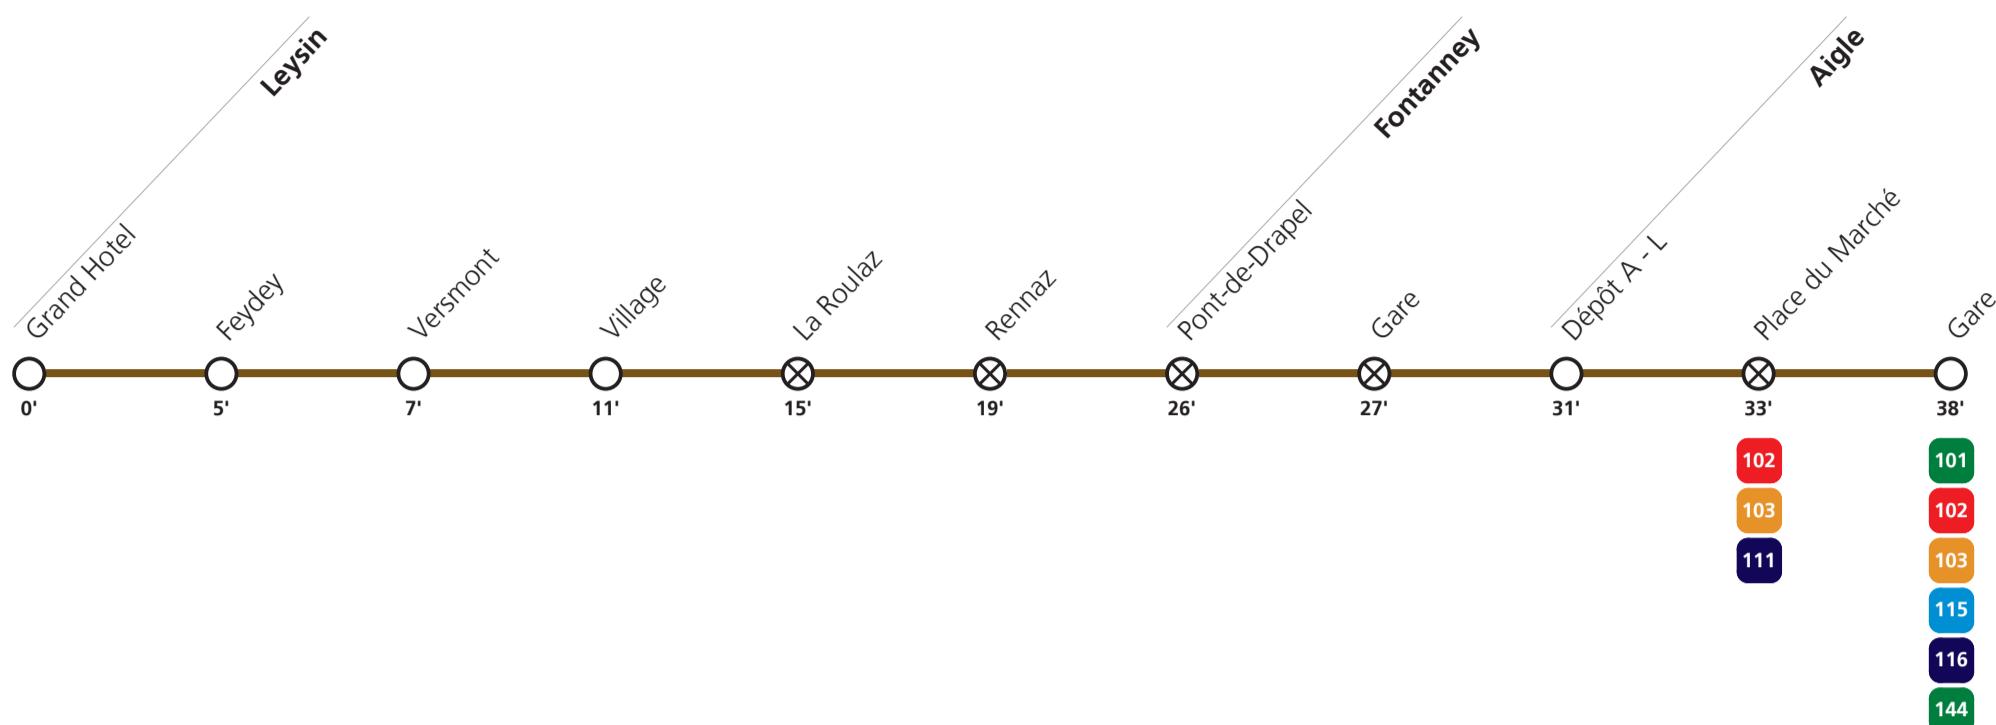 Leysin
Fontanney
Aigle
Grand Hotel
Feydey
Versmont
Village
La Roulaz
Rennaz
Pont-de-Drapel
Gare
Dépôt A - L
Place du Marché
Gare
0'
5'
7'
11'
15'
19'
26'
27'
31'
33'
38'
102
103
111
101
102
103
115
116
144